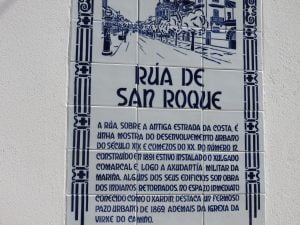 RÚA DE
SAN ROQUE
A RÚA, SOBRE A ANTIGA ESTRADA DA COSTA, É
UNHA MOSTRA DO DESENVOLVEMENTO URBANO
DO SÉCULO XIX E COMEZOS DO XX. NO NÚMERO 12,
CONSTRUÍDO EN 1891 ESTIVO INSTALADO O XULGADO
COMARCAL E LOGO A AXUDARTÍA MILITAR DA
MARIÑA. ALGÚNS DOS SEUS EDIFICIOS SON OBRA
DOS INDIANOS RETORNADOS. NO ESPAZO INMEDIATO
COÑECIDO COMO O XARDÍN DESTACA UN FERMOSO
PAZO URBANO DE 1869 ADEMAIS DA IGREXA DA
VIRXE DO CAMIÑO.